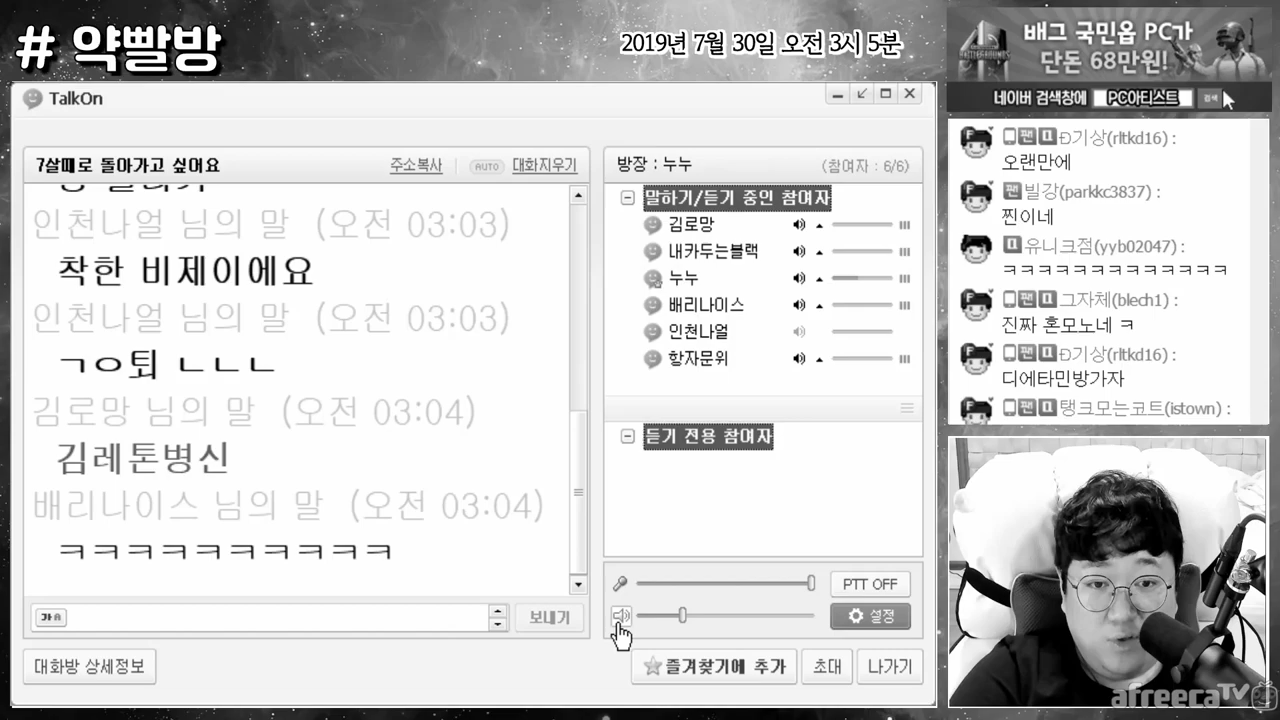 # 약빨방
2019년 7월 30일 오전 3시 5분
배그 국민옵 PC가
단돈 68만원!
BATTLEGROUNDS
네이버 검색창에 PC아티스트 검색
TalkOn
7살때로 돌아가고 싶어요
주소복사
AUTO
대화지우기
인천나얼 님의 말 (오전 03:03)
착한 비제이에요
인천나얼 님의 말 (오전 03:03)
ㄱㅇ퇴 ㄴㄴㄴ
김로망 님의 말 (오전 03:04)
김레톤병신
배리나이스 님의 말 (오전 03:04)
ㅋㅋㅋㅋㅋㅋㅋㅋㅋㅋ
가a
보내기
대화방 상세정보
방장 : 누누
(참여자 : 6/6)
말하기/듣기 중인 참여자
김로망
내카두는블랙
누누
배리나이스
인천나얼
항자문위
듣기 전용 참여자
PTT OFF
설정
즐겨찾기에 추가
초대
나가기
팬 Đ기상(rltkd16) :
오랜만에
팬 빌강(parkkc3837) :
찐이네
유니크점(yyb02047) :
ㅋㅋㅋㅋㅋㅋㅋㅋㅋㅋㅋㅋㅋ
팬 그자체(blech1) :
진짜 혼모노네 ㅋ
팬 Đ기상(rltkd16) :
디에타민방가자
팬 탱크모는코트(istown) :
afreecaTV